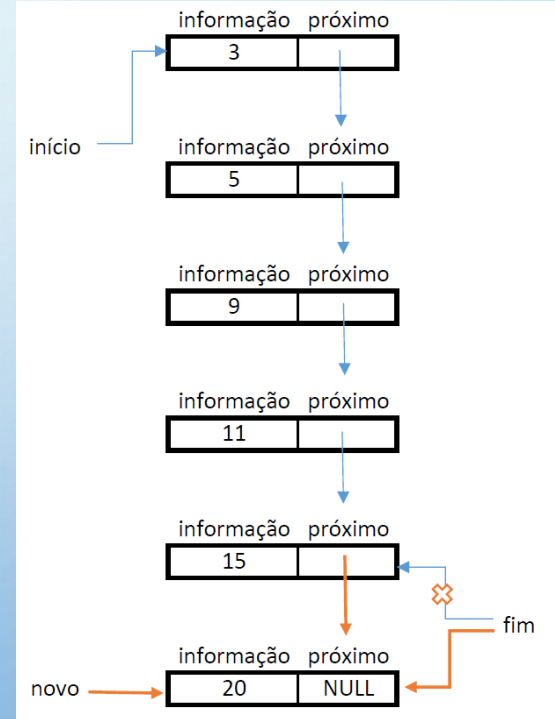 informação próximo
3
início
informação próximo
5
informação próximo
9
informação próximo
11
informação próximo
15
fim
informação próximo
novo
20 NULL